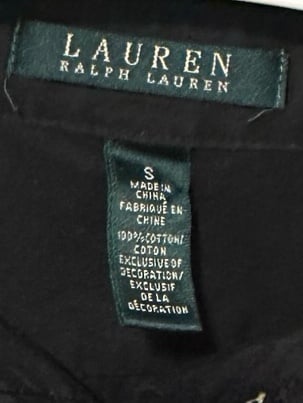 LAUREN
RALPH LAUREN
S
MADE IN
CHINA
FABRIQUÉ EN
CHINE
100% COTTON/
COTON
EXCLUSIVE OF
DECORATION/
EXCLUSIF
DE LA
DÉCORATION